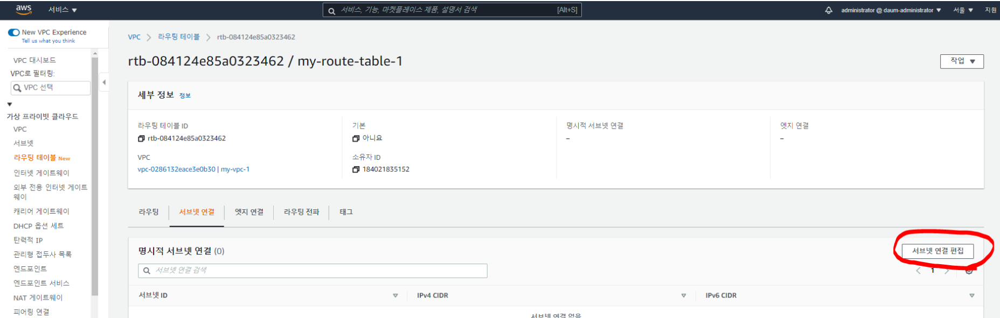 aws 서비스 ▼ 서비스, 기능, 마켓플레이스 제품, 설명서 검색 [Alt+S] administrator @ daum-administrator ▼ 서울 ▼ 지원
New VPC Experience
Tell us what you think
VPC 대시보드
VPC로 필터링:
VPC 선택
가상 프라이빗 클라우드
VPC
서브넷
라우팅 테이블 New
인터넷 게이트웨이
외부 전용 인터넷 게이트
웨이
캐리어 게이트웨이
DHCP 옵션 세트
탄력적 IP
관리형 접두사 목록
엔드포인트
엔드포인트 서비스
NAT 게이트웨이
피어링 연결
VPC > 라우팅 테이블 > rtb-084124e85a0323462
rtb-084124e85a0323462 / my-route-table-1
작업 ▼
세부 정보 정보
라우팅 테이블 ID
rtb-084124e85a0323462
기본
아니요
명시적 서브넷 연결
–
엣지 연결
–
VPC
vpc-0286132eace3e0b30 | my-vpc-1
소유자 ID
184021835152
라우팅 서브넷 연결 엣지 연결 라우팅 전파 태그
명시적 서브넷 연결 (0)
서브넷 연결 편집
서브넷 연결 검색
< 1 >
서브넷 ID IPv4 CIDR IPv6 CIDR
서브넷 연결 없음